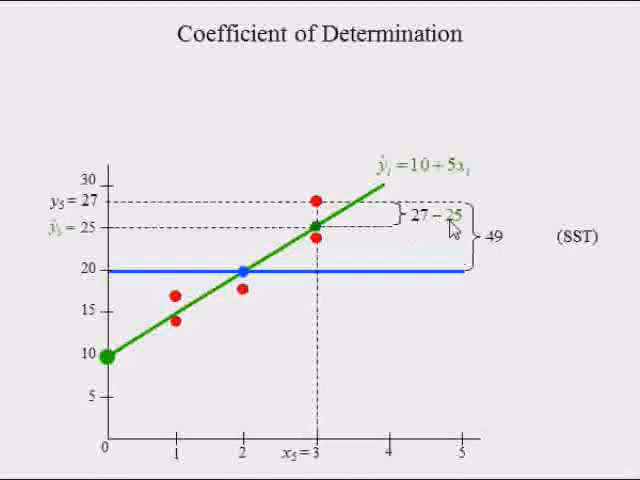 Coefficient of Determination
ŷᵢ = 10 + 5xᵢ
30
y₅ = 27
27 − 25
ŷ₅ = 25
49 (SST)
20
15
10
5
0 1 2 x₅ = 3 4 5